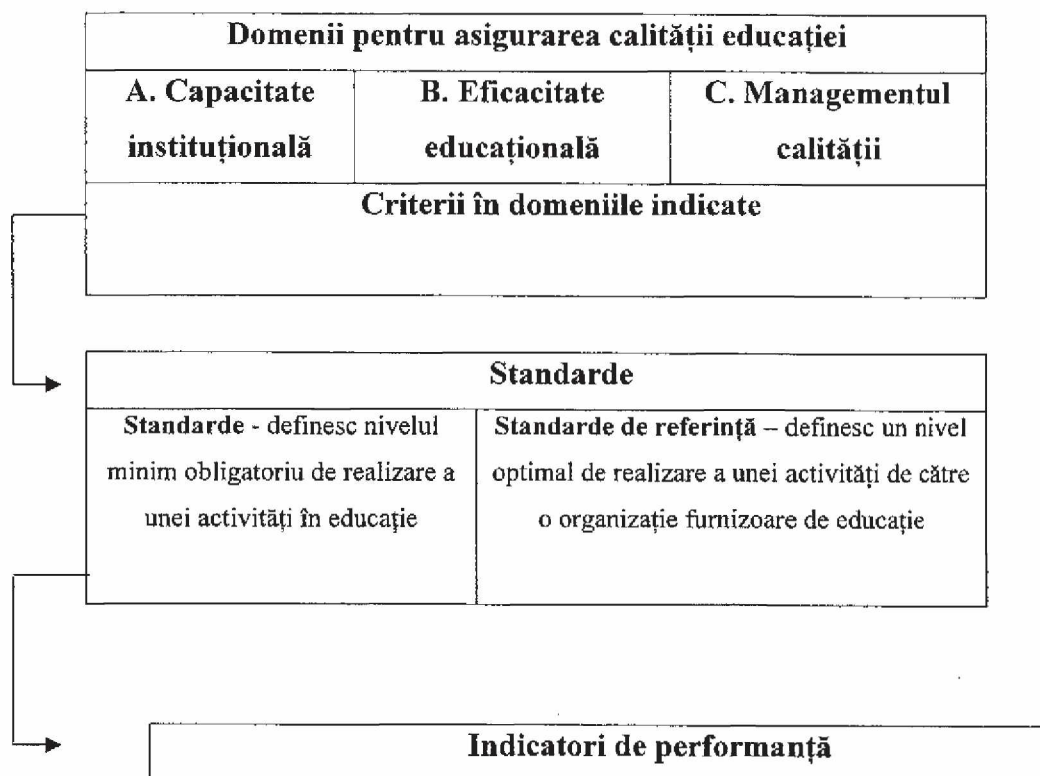 Domenii pentru asigurarea calității educației
A. Capacitate
instituțională
B. Eficacitate
educațională
C. Managementul
calității
Criterii în domeniile indicate
Standarde
Standarde - definesc nivelul
minim obligatoriu de realizare a
unei activități în educație
Standarde de referință – definesc un nivel
optimal de realizare a unei activități de către
o organizație furnizoare de educație
Indicatori de performanță